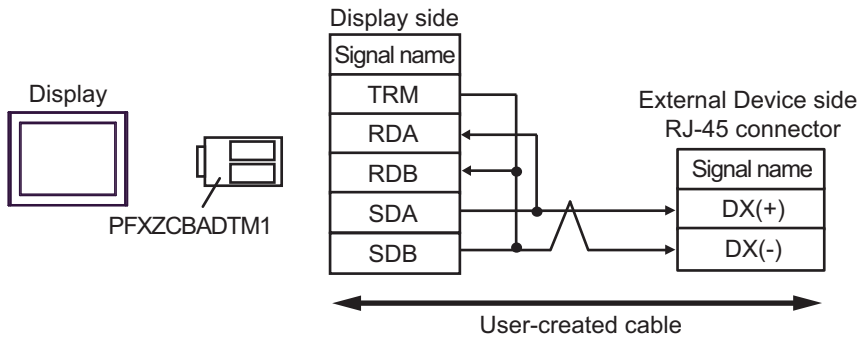 Display side
Signal name
TRM
RDA
RDB
SDA
SDB
Display
PFXZCBADTM1
External Device side
RJ-45 connector
Signal name
DX(+)
DX(-)
User-created cable